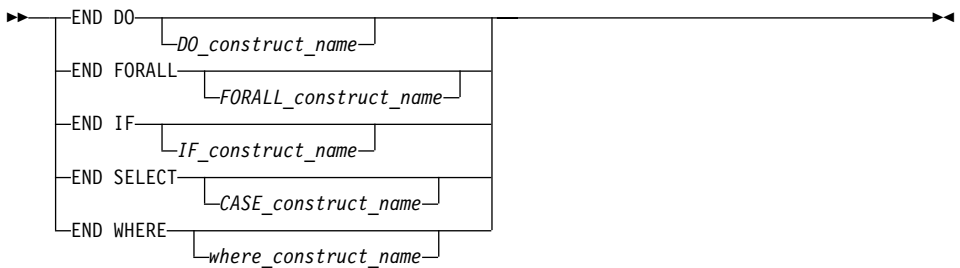 END DO
DO_construct_name
END FORALL
FORALL_construct_name
END IF
IF_construct_name
END SELECT
CASE_construct_name
END WHERE
where_construct_name